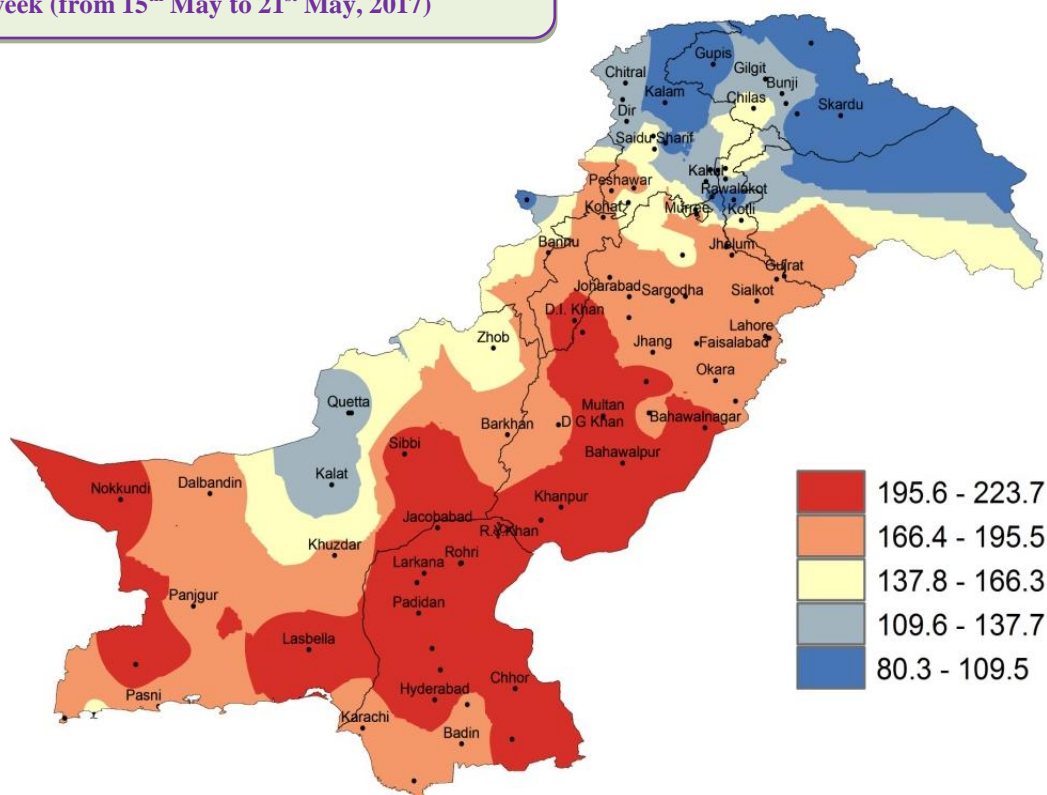 week (from 15th May to 21st May, 2017)
Gupis
Chitral
Gilgit
Bunji
Kalam
Chilas
Skardu
Dir
Saidu Sharif
Kakul
Peshawar
Rawalakot
Kohat
Murree
Kotli
Bannu
Jhelum
Gujrat
Joharabad
Sargodha
Sialkot
D.I. Khan
Lahore
Zhob
Jhang
Faisalabad
Okara
Quetta
Multan
Bahawalnagar
Barkhan
D G Khan
Sibbi
Bahawalpur
Kalat
Nokkundi
Dalbandin
Khanpur
Jacobabad
R.Y.Khan
Khuzdar
Rohri
Larkana
Panjgur
Padidan
Lasbella
Chhor
Hyderabad
Pasni
Karachi
Badin
195.6 - 223.7
166.4 - 195.5
137.8 - 166.3
109.6 - 137.7
80.3 - 109.5